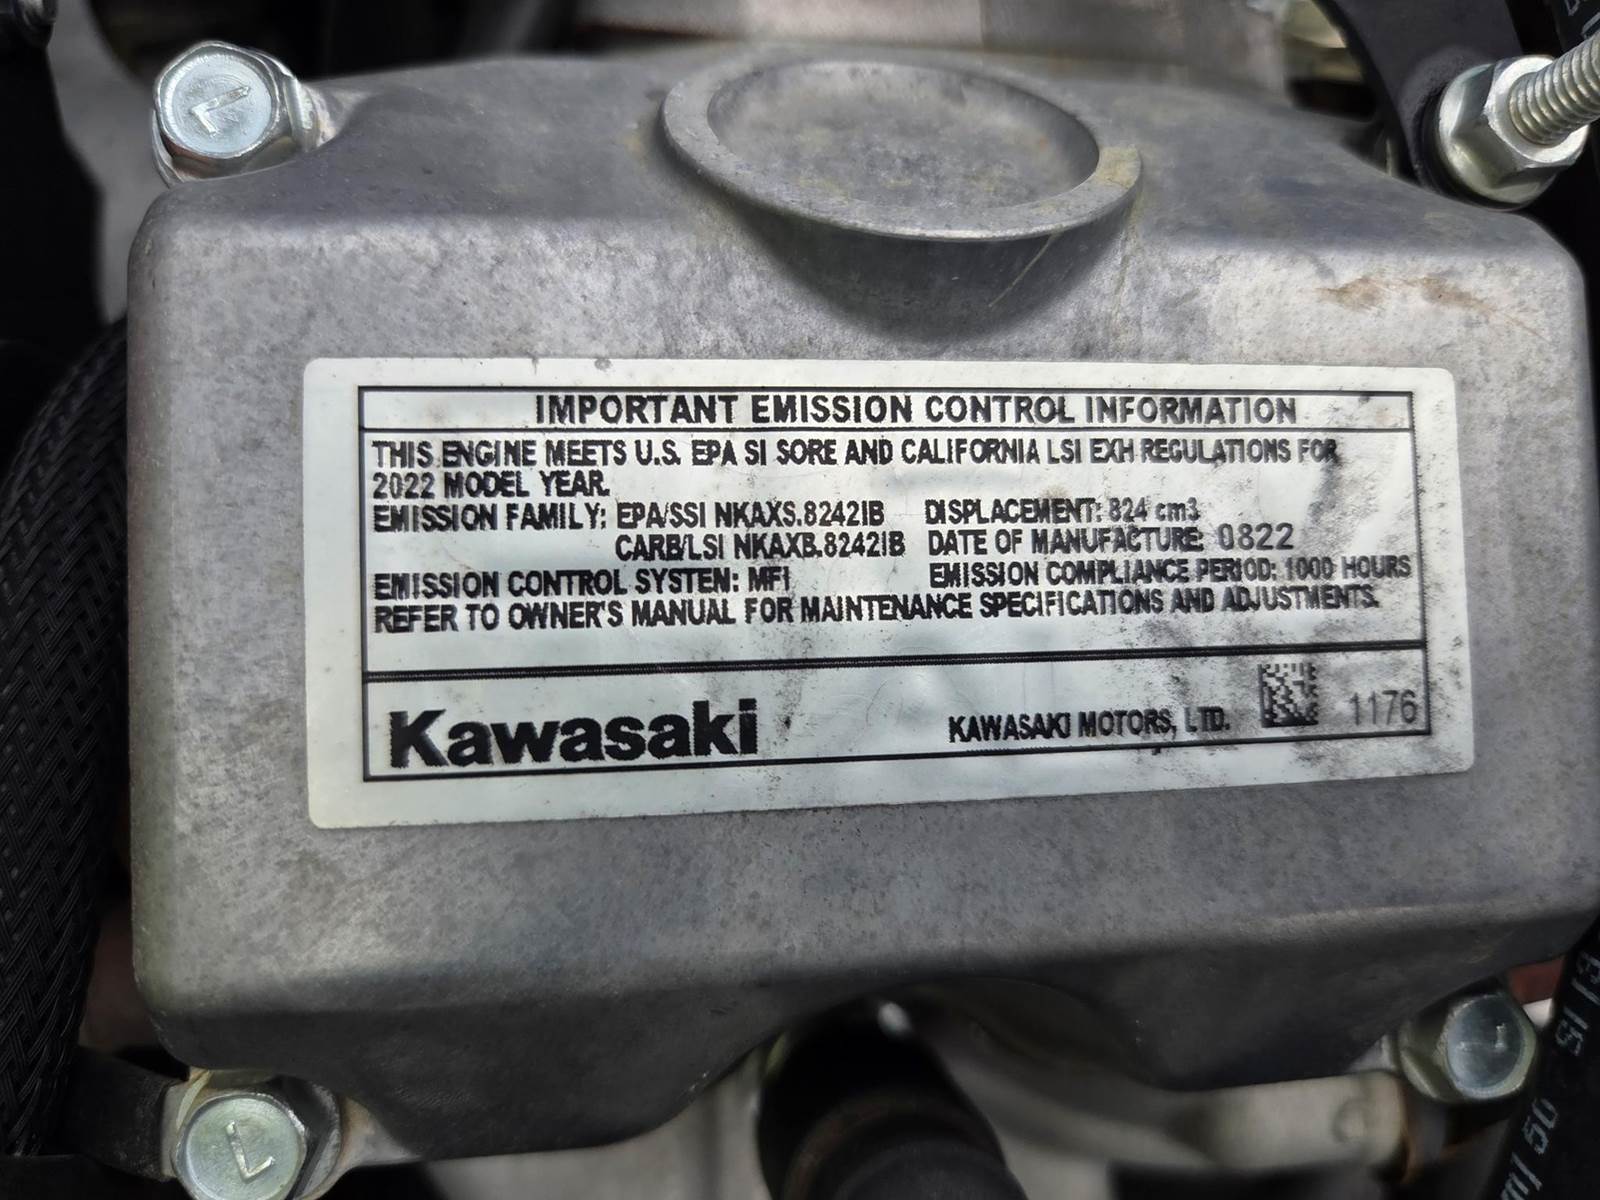 IMPORTANT EMISSION CONTROL INFORMATION
THIS ENGINE MEETS U.S. EPA SI SORE AND CALIFORNIA LSI EXH REGULATIONS FOR
2022 MODEL YEAR.
EMISSION FAMILY: EPA/SSI NKAXS.8242IB DISPLACEMENT: 824 cm3
CARB/LSI NKAXB.8242IB DATE OF MANUFACTURE: 0822
EMISSION CONTROL SYSTEM: MFI EMISSION COMPLIANCE PERIOD: 1000 HOURS
REFER TO OWNER'S MANUAL FOR MAINTENANCE SPECIFICATIONS AND ADJUSTMENTS.
Kawasaki KAWASAKI MOTORS, LTD. 1176
L
L
50